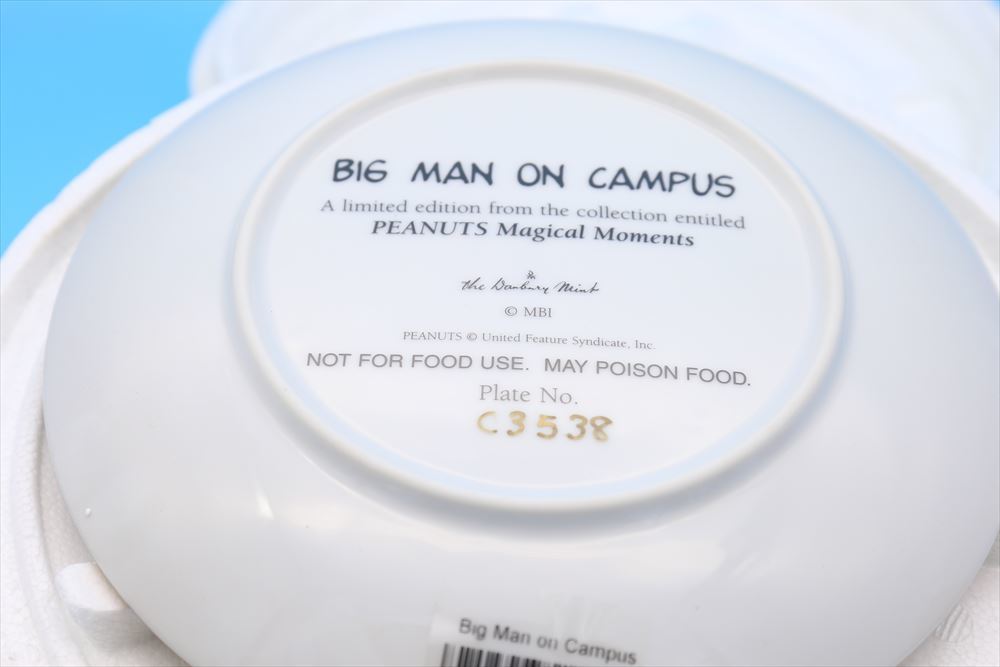 BIG MAN ON CAMPUS
A limited edition from the collection entitled
PEANUTS Magical Moments
the Danbury Mint
© MBI
PEANUTS © United Feature Syndicate, Inc.
NOT FOR FOOD USE. MAY POISON FOOD.
Plate No.
C3538
Big Man on Campus